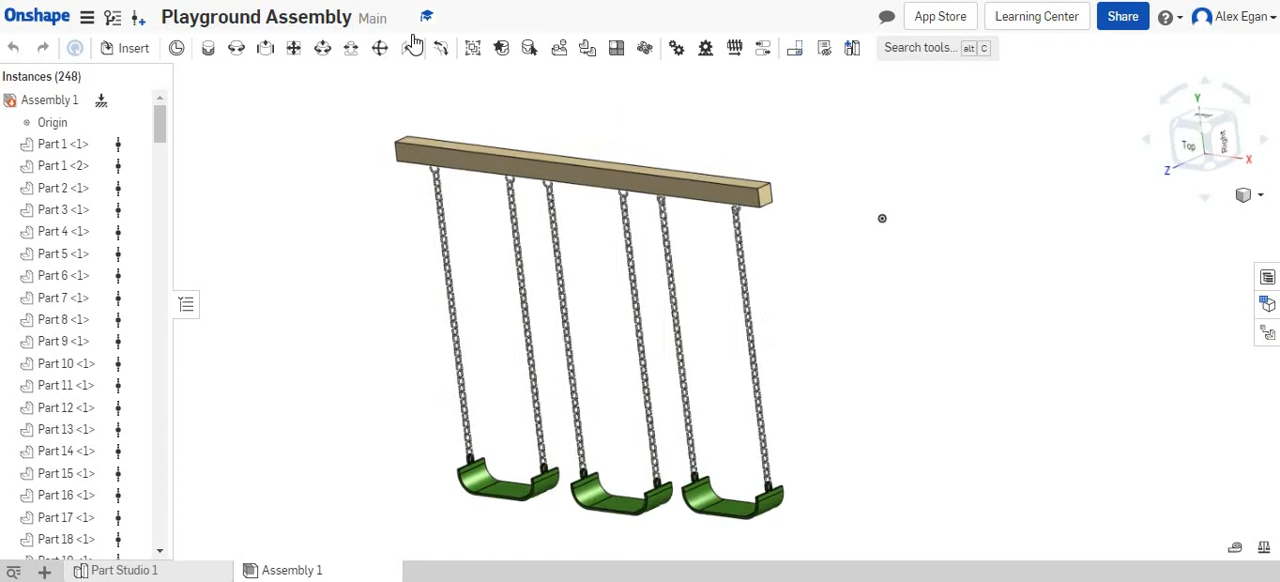 Onshape Playground Assembly Main App Store Learning Center Share Alex Egan
Insert Search tools... alt C
Instances (248)
Assembly 1
Origin
Part 1 <1>
Part 1 <2>
Part 2 <1>
Part 3 <1>
Part 4 <1>
Part 5 <1>
Part 6 <1>
Part 7 <1>
Part 8 <1>
Part 9 <1>
Part 10 <1>
Part 11 <1>
Part 12 <1>
Part 13 <1>
Part 14 <1>
Part 15 <1>
Part 16 <1>
Part 17 <1>
Part 18 <1>
Y
Top Right
Z X
Part Studio 1 Assembly 1